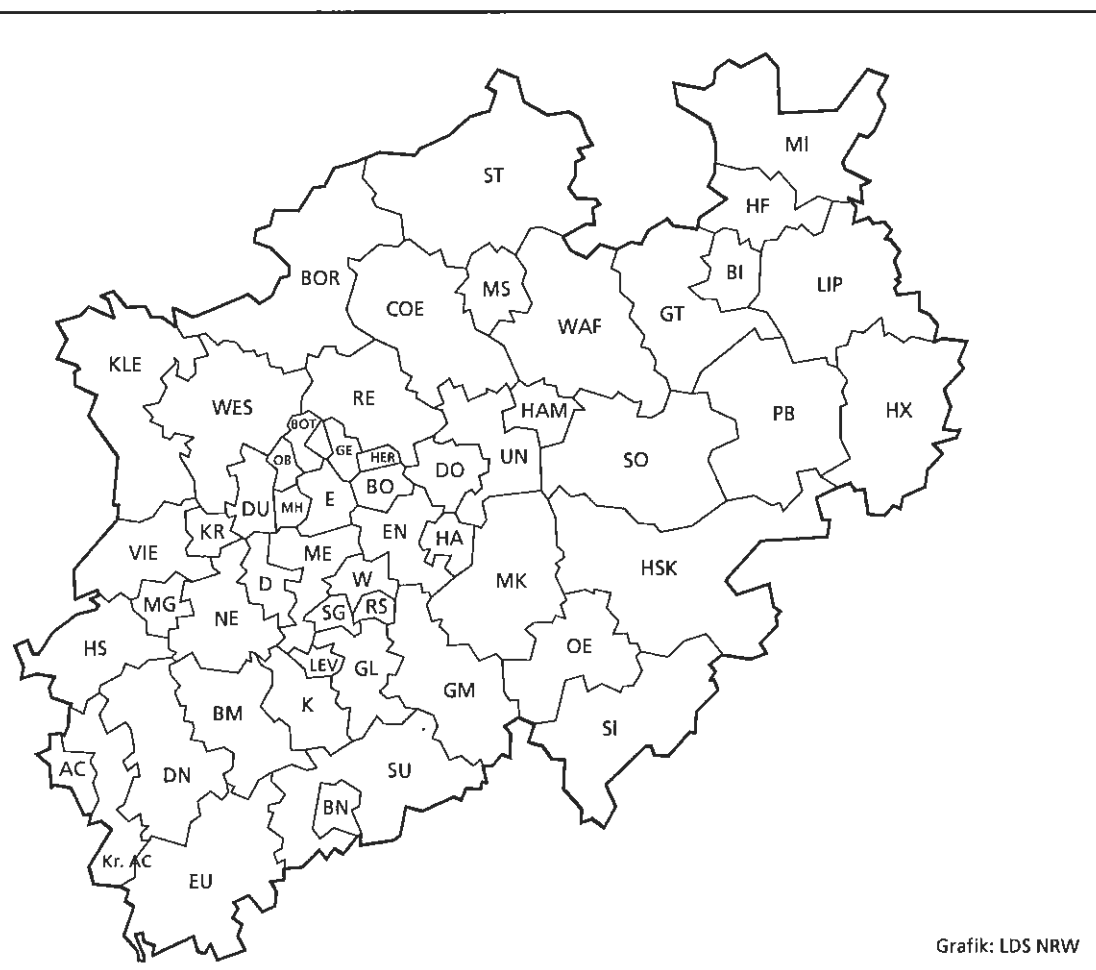 MI
ST
HF
BI
BOR
MS
LIP
COE
GT
WAF
KLE
RE
WES
HAM
PB
HX
BOT
GE
HER
UN
SO
OB
DO
BO
E
DU
MH
KR
EN
HA
VIE
ME
HSK
D
W
MK
MG
SG
RS
NE
HS
OE
LEV
GL
GM
K
BM
SI
AC
DN
SU
BN
Kr. AC
EU
Grafik: LDS NRW